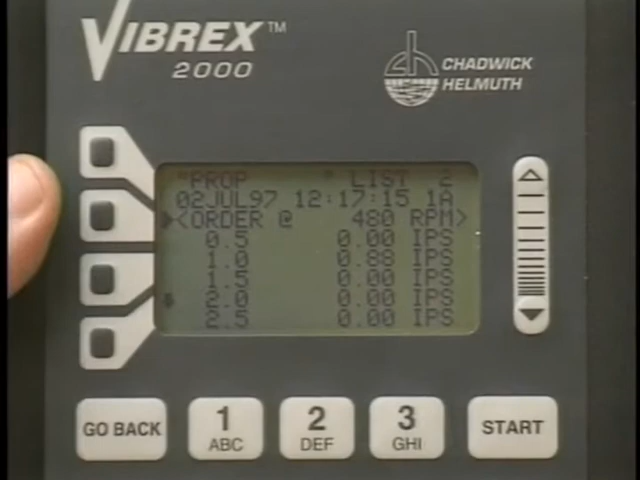 VIBREX™
2000
CHADWICK
HELMUTH
"PROP " LIST 2
02JUL97 12:17:15 1A
<ORDER @ 480 RPM>
0.5 0.00 IPS
1.0 0.88 IPS
1.5 0.00 IPS
2.0 0.00 IPS
2.5 0.00 IPS
GO BACK
1
ABC
2
DEF
3
GHI
START